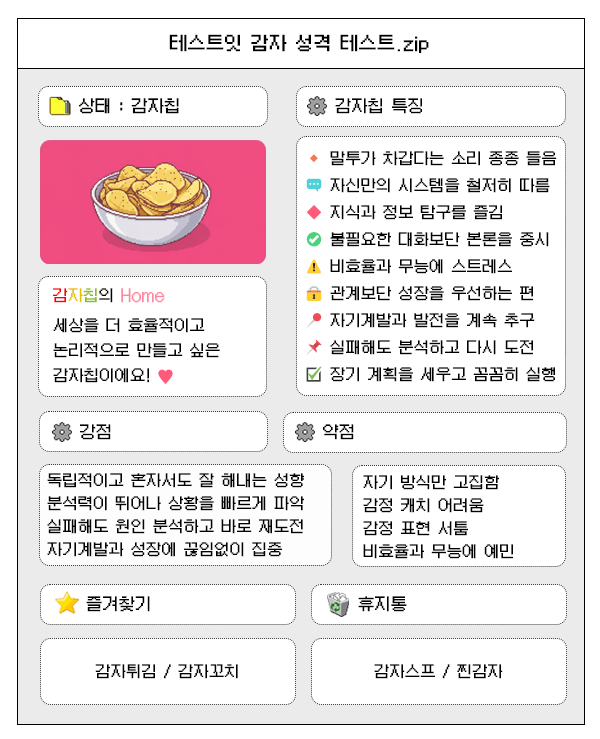 테스트잇 감자 성격 테스트.zip
상태 : 감자칩
감자칩의 Home
세상을 더 효율적이고
논리적으로 만들고 싶은
감자칩이에요!
감자칩 특징
말투가 차갑다는 소리 종종 들음
자신만의 시스템을 철저히 따름
지식과 정보 탐구를 즐김
불필요한 대화보단 본론을 중시
비효율과 무능에 스트레스
관계보단 성장을 우선하는 편
자기계발과 발전을 계속 추구
실패해도 분석하고 다시 도전
장기 계획을 세우고 꼼꼼히 실행
강점
독립적이고 혼자서도 잘 해내는 성향
분석력이 뛰어나 상황을 빠르게 파악
실패해도 원인 분석하고 바로 재도전
자기계발과 성장에 끊임없이 집중
약점
자기 방식만 고집함
감정 캐치 어려움
감정 표현 서툼
비효율과 무능에 예민
즐겨찾기
감자튀김 / 감자꼬치
휴지통
감자스프 / 찐감자